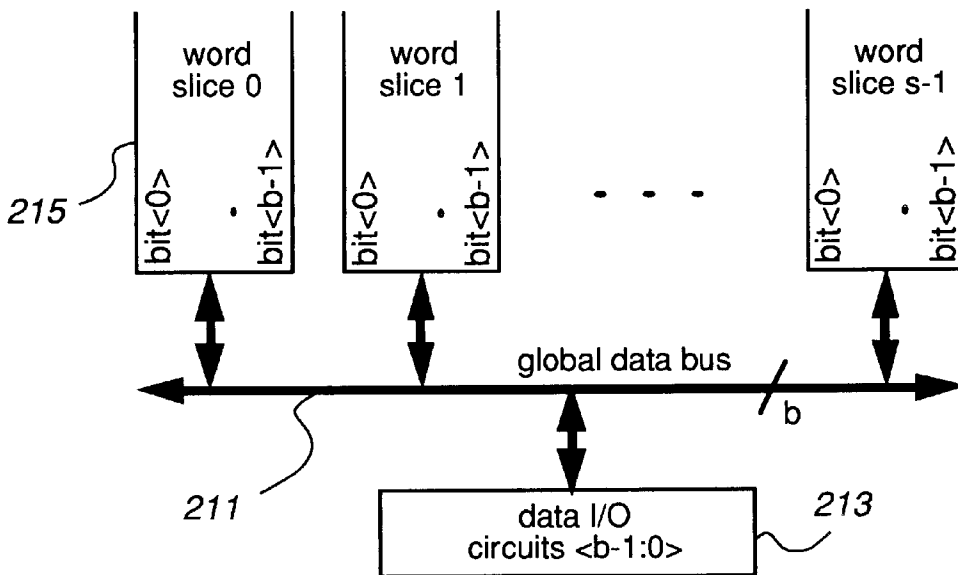 word
slice 0
word
slice 1
word
slice s-1
bit<0>
bit<b-1>
bit<0>
bit<b-1>
bit<0>
bit<b-1>
215
global data bus
b
211
data I/O
circuits <b-1:0>
213